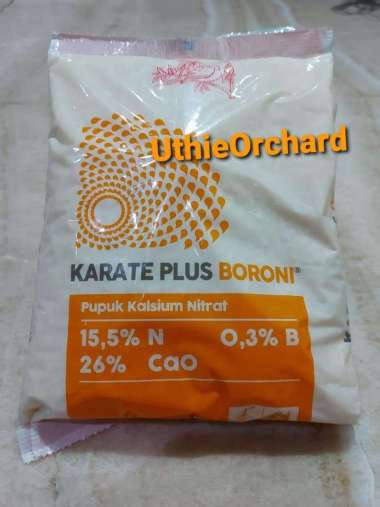 UthieOrchard
KARATE PLUS BORONI®
Pupuk Kalsium Nitrat
15,5% N 0,3% B
26% CaO